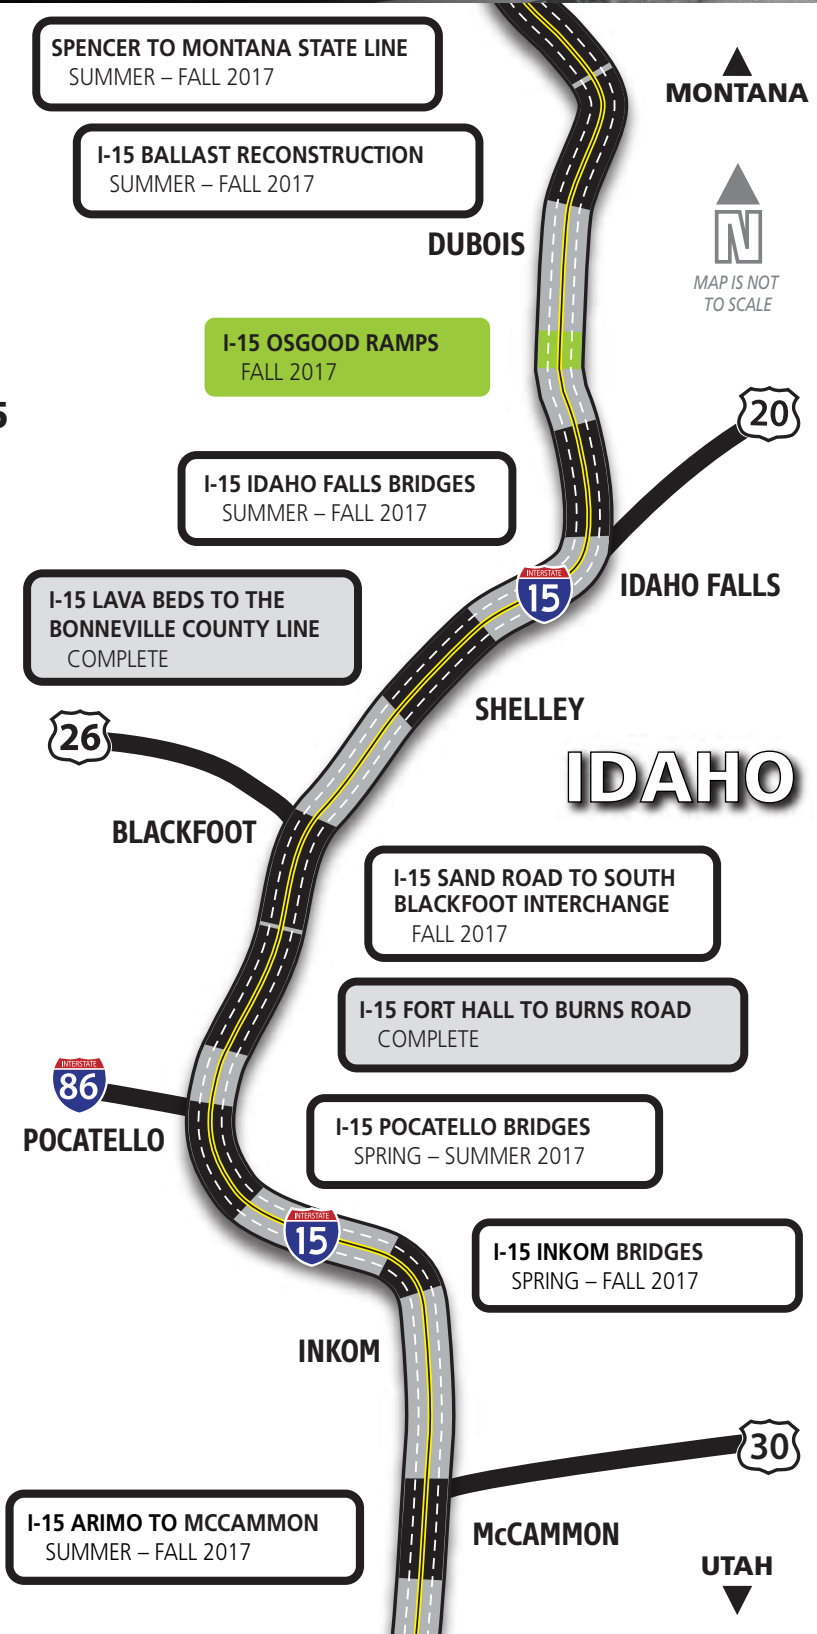 SPENCER TO MONTANA STATE LINE
SUMMER – FALL 2017
MONTANA
I-15 BALLAST RECONSTRUCTION
SUMMER – FALL 2017
N
MAP IS NOT
TO SCALE
DUBOIS
I-15 OSGOOD RAMPS
FALL 2017
5
20
I-15 IDAHO FALLS BRIDGES
SUMMER – FALL 2017
INTERSTATE
15
IDAHO FALLS
I-15 LAVA BEDS TO THE
BONNEVILLE COUNTY LINE
COMPLETE
SHELLEY
26
IDAHO
BLACKFOOT
I-15 SAND ROAD TO SOUTH
BLACKFOOT INTERCHANGE
FALL 2017
I-15 FORT HALL TO BURNS ROAD
COMPLETE
INTERSTATE
86
POCATELLO
I-15 POCATELLO BRIDGES
SPRING – SUMMER 2017
INTERSTATE
15
I-15 INKOM BRIDGES
SPRING – FALL 2017
INKOM
30
I-15 ARIMO TO MCCAMMON
SUMMER – FALL 2017
McCAMMON
UTAH